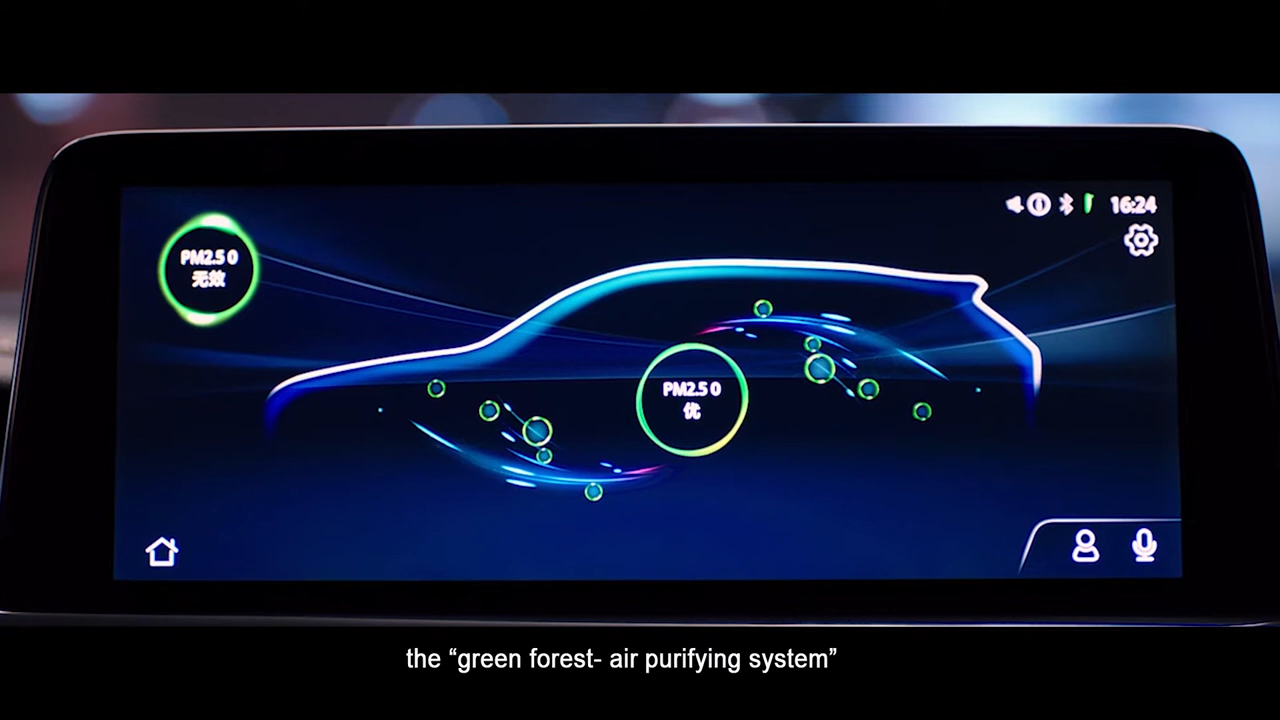 16:24
PM2.5 0
无效
PM2.5 0
优
the “green forest- air purifying system”